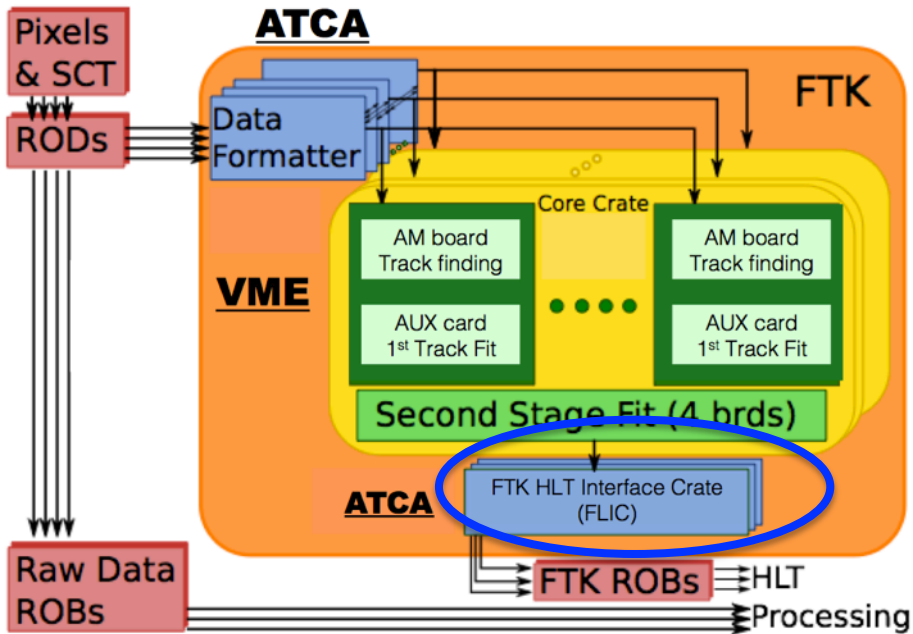 ATCA
Pixels
& SCT
FTK
RODs
Data
Formatter
Core Crate
AM board
Track finding
AM board
Track finding
VME
AUX card
1st Track Fit
AUX card
1st Track Fit
Second Stage Fit (4 brds)
ATCA
FTK HLT Interface Crate
(FLIC)
Raw Data
ROBs
FTK ROBs
HLT
Processing